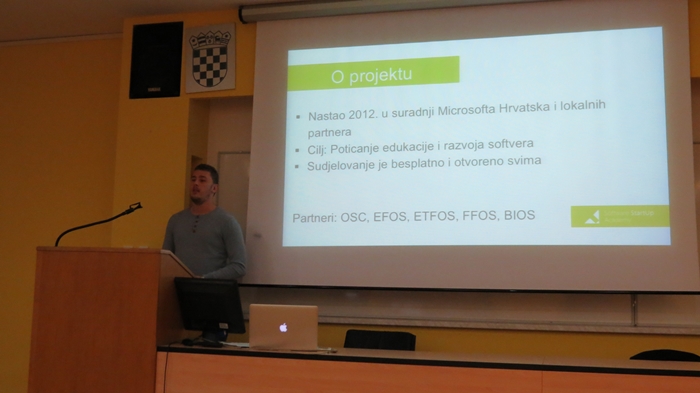 O projektu
▪ Nastao 2012. u suradnji Microsofta Hrvatska i lokalnih
partnera
▪ Cilj: Poticanje edukacije i razvoja softvera
▪ Sudjelovanje je besplatno i otvoreno svima
Partneri: OSC, EFOS, ETFOS, FFOS, BIOS